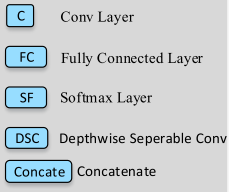 C Conv Layer
FC Fully Connected Layer
SF Softmax Layer
DSC Depthwise Seperable Conv
Concate Concatenate